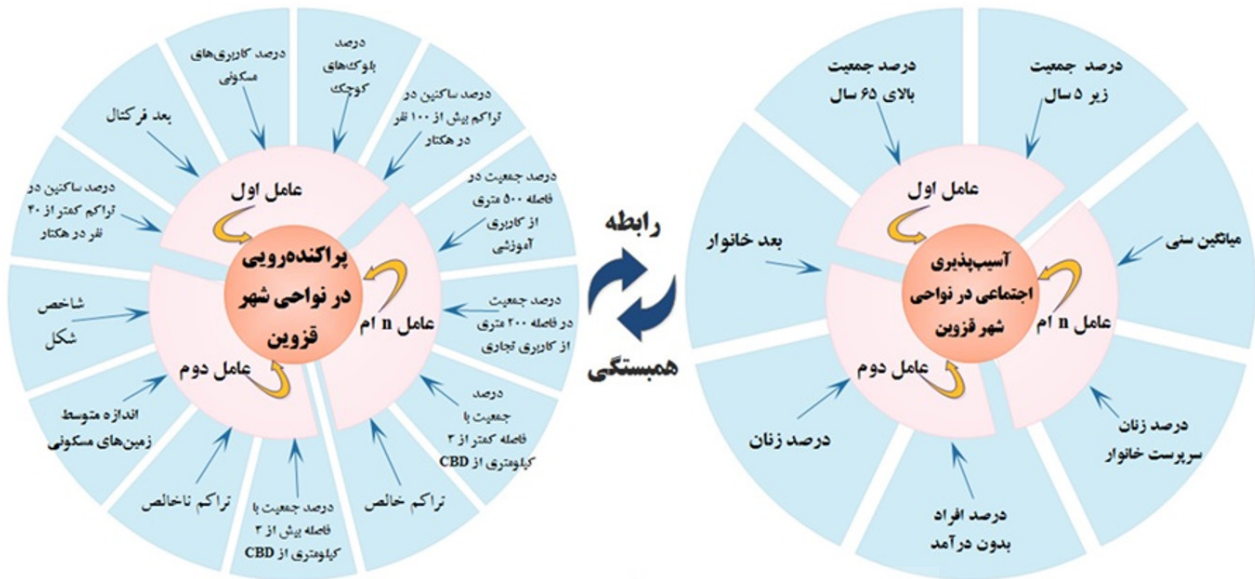 درصد
بلوک‌های
کوچک
درصد ساکنین در
تراکم بیش از ۱۰۰ نفر
در هکتار
درصد جمعیت در
فاصله ۵۰۰ متری
از کاربری
آموزشی
درصد جمعیت
در فاصله ۲۰۰ متری
از کاربری تجاری
درصد
جمعیت با
فاصله کمتر از ۳
کیلومتری از CBD
تراکم خالص
درصد جمعیت با
فاصله بیش از ۳
کیلومتری از CBD
تراکم ناخالص
اندازه متوسط
زمین‌های مسکونی
شاخص
شکل
درصد ساکنین در
تراکم کمتر از ۴۰
نفر در هکتار
بعد فرکتال
درصد کاربری‌های
مسکونی
عامل اول
عامل n ام
عامل دوم
پراکنده‌رویی
در نواحی شهر
قزوین
رابطه
همبستگی
درصد جمعیت
زیر ۵ سال
میانگین سنی
درصد زنان
سرپرست خانوار
درصد افراد
بدون درآمد
درصد زنان
بعد خانوار
درصد جمعیت
بالای ۶۵ سال
عامل اول
عامل n ام
عامل دوم
آسیب‌پذیری
اجتماعی در نواحی
شهر قزوین